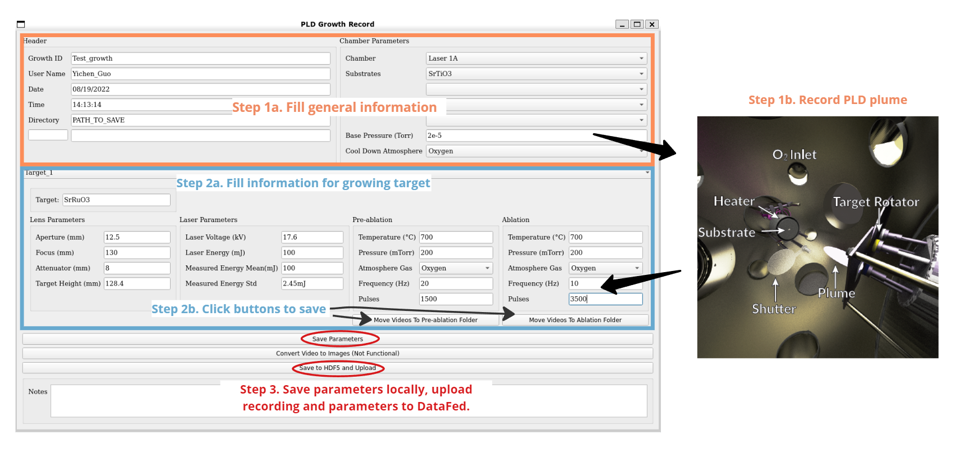 PLD Growth Record
Header
Growth ID Test_growth
User Name Yichen_Guo
Date 08/19/2022
Time 14:13:14
Directory PATH_TO_SAVE
Chamber Parameters
Chamber Laser 1A
Substrates SrTiO3
Base Pressure (Torr) 2e-5
Cool Down Atmosphere Oxygen
Step 1a. Fill general information
Step 1b. Record PLD plume
Target_1
Step 2a. Fill information for growing target
Target: SrRuO3
Lens Parameters
Aperture (mm) 12.5
Focus (mm) 130
Attenuator (mm) 8
Target Height (mm) 128.4
Laser Parameters
Laser Voltage (kV) 17.6
Laser Energy (mJ) 100
Measured Energy Mean(mJ) 100
Measured Energy Std 2.45mJ
Pre-ablation
Temperature (°C) 700
Pressure (mTorr) 200
Atmosphere Gas Oxygen
Frequency (Hz) 20
Pulses 1500
Move Videos To Pre-ablation Folder
Ablation
Temperature (°C) 700
Pressure (mTorr) 200
Atmosphere Gas Oxygen
Frequency (Hz) 10
Pulses 3500
Move Videos To Ablation Folder
Step 2b. Click buttons to save
Save Parameters
Convert Video to Images (Not Functional)
Save to HDF5 and Upload
Notes
Step 3. Save parameters locally, upload
recording and parameters to DataFed.
O₂ Inlet
Heater
Target Rotator
Substrate
Plume
Shutter